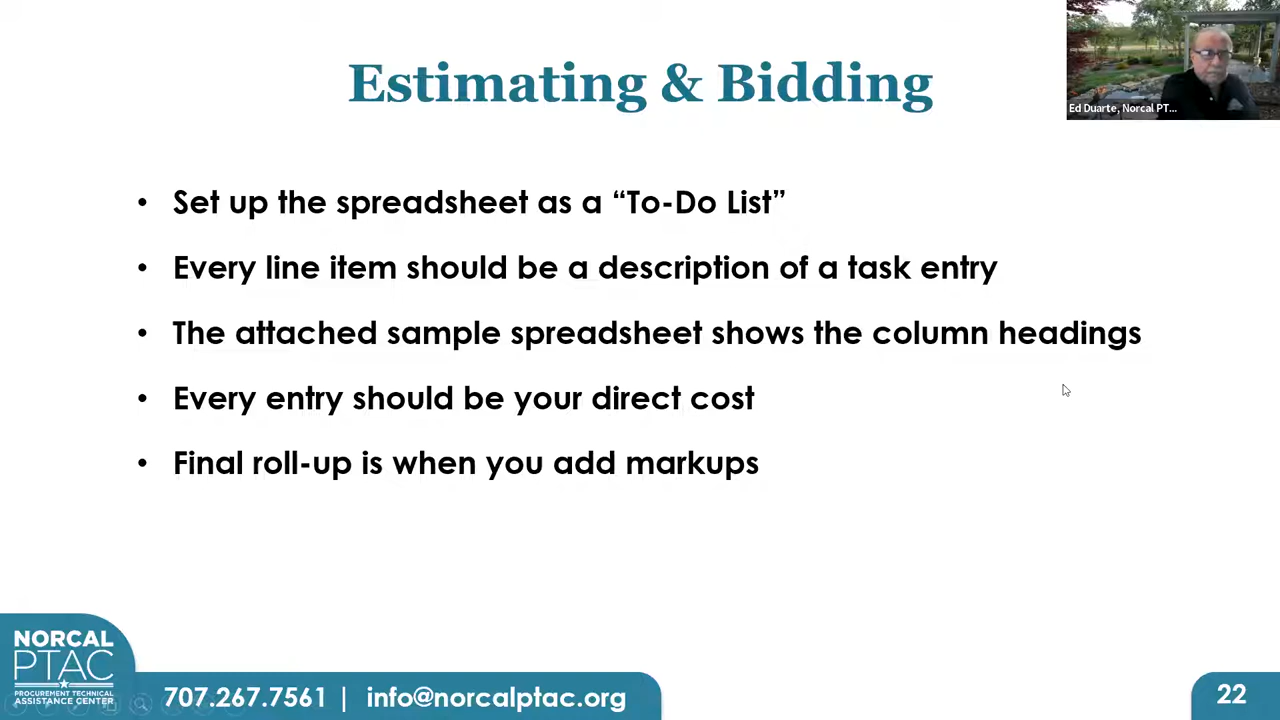 Estimating & Bidding
Ed Duarte, Norcal PT...
• Set up the spreadsheet as a “To-Do List”
• Every line item should be a description of a task entry
• The attached sample spreadsheet shows the column headings
• Every entry should be your direct cost
• Final roll-up is when you add markups
NORCAL
PTAC
PROCUREMENT TECHNICAL
ASSISTANCE CENTER
707.267.7561 | info@norcalptac.org
22